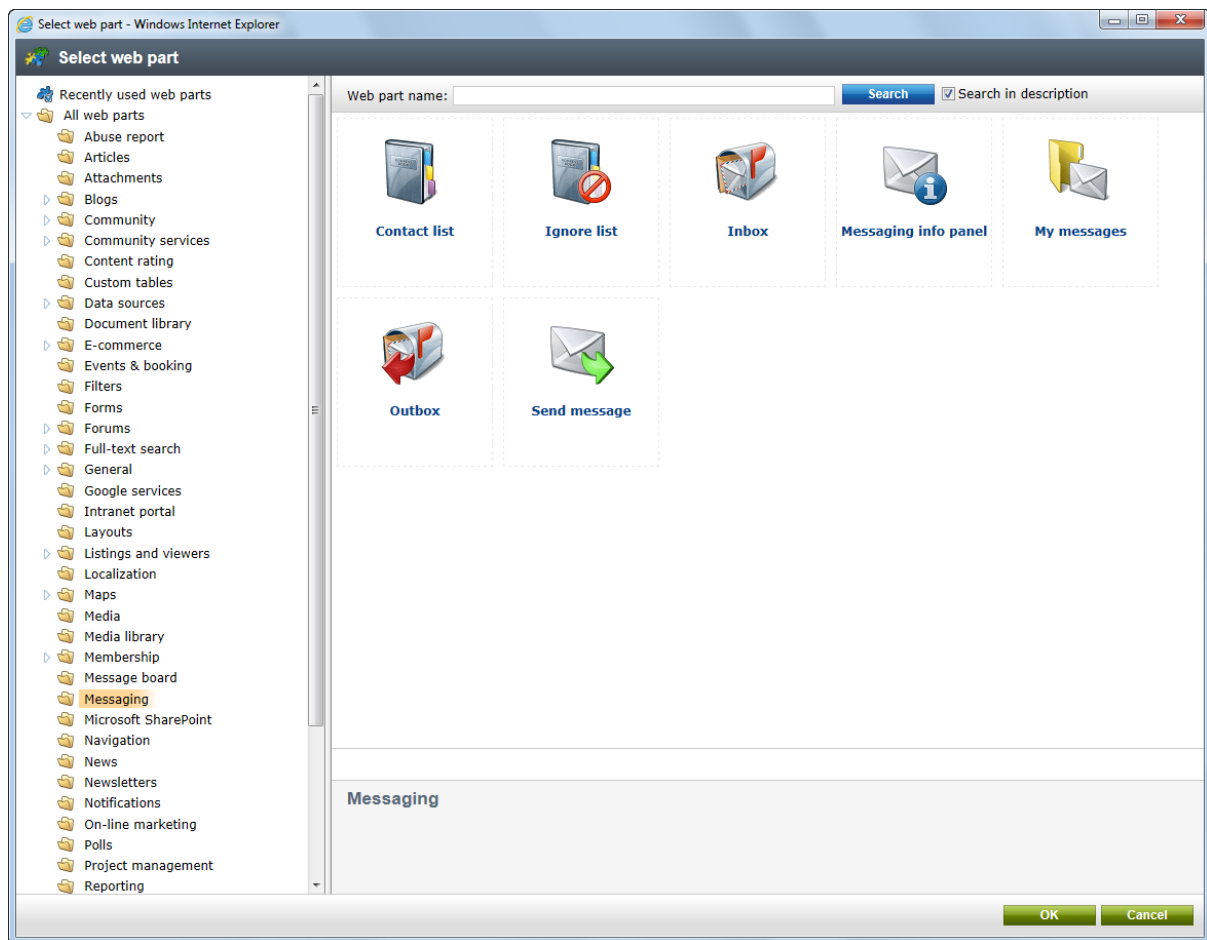 Select web part - Windows Internet Explorer
Select web part
Recently used web parts
All web parts
Abuse report
Articles
Attachments
Blogs
Community
Community services
Content rating
Custom tables
Data sources
Document library
E-commerce
Events & booking
Filters
Forms
Forums
Full-text search
General
Google services
Intranet portal
Layouts
Listings and viewers
Localization
Maps
Media
Media library
Membership
Message board
Messaging
Microsoft SharePoint
Navigation
News
Newsletters
Notifications
On-line marketing
Polls
Project management
Reporting
Web part name: Search Search in description
Contact list Ignore list Inbox Messaging info panel My messages
Outbox Send message
Messaging
OK Cancel